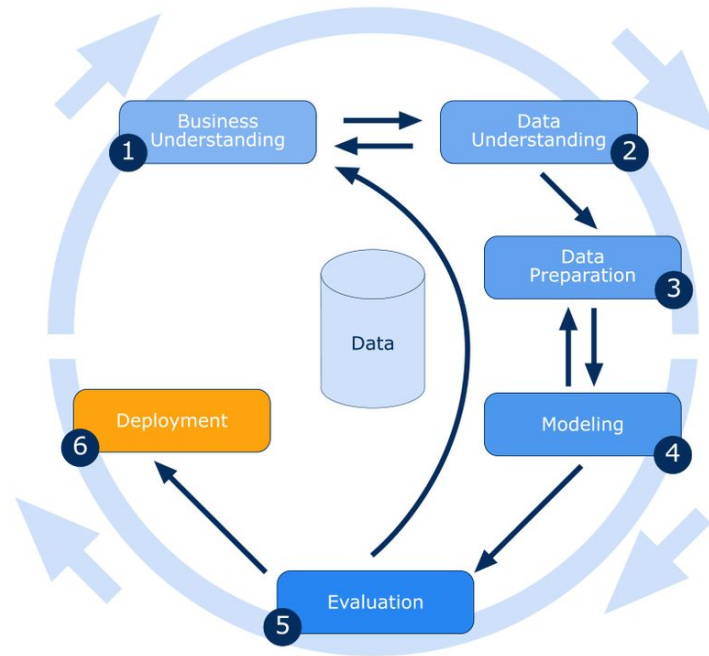 Business
Understanding
1
Data
Understanding
2
Data
Preparation
3
Data
Deployment
6
Modeling
4
Evaluation
5